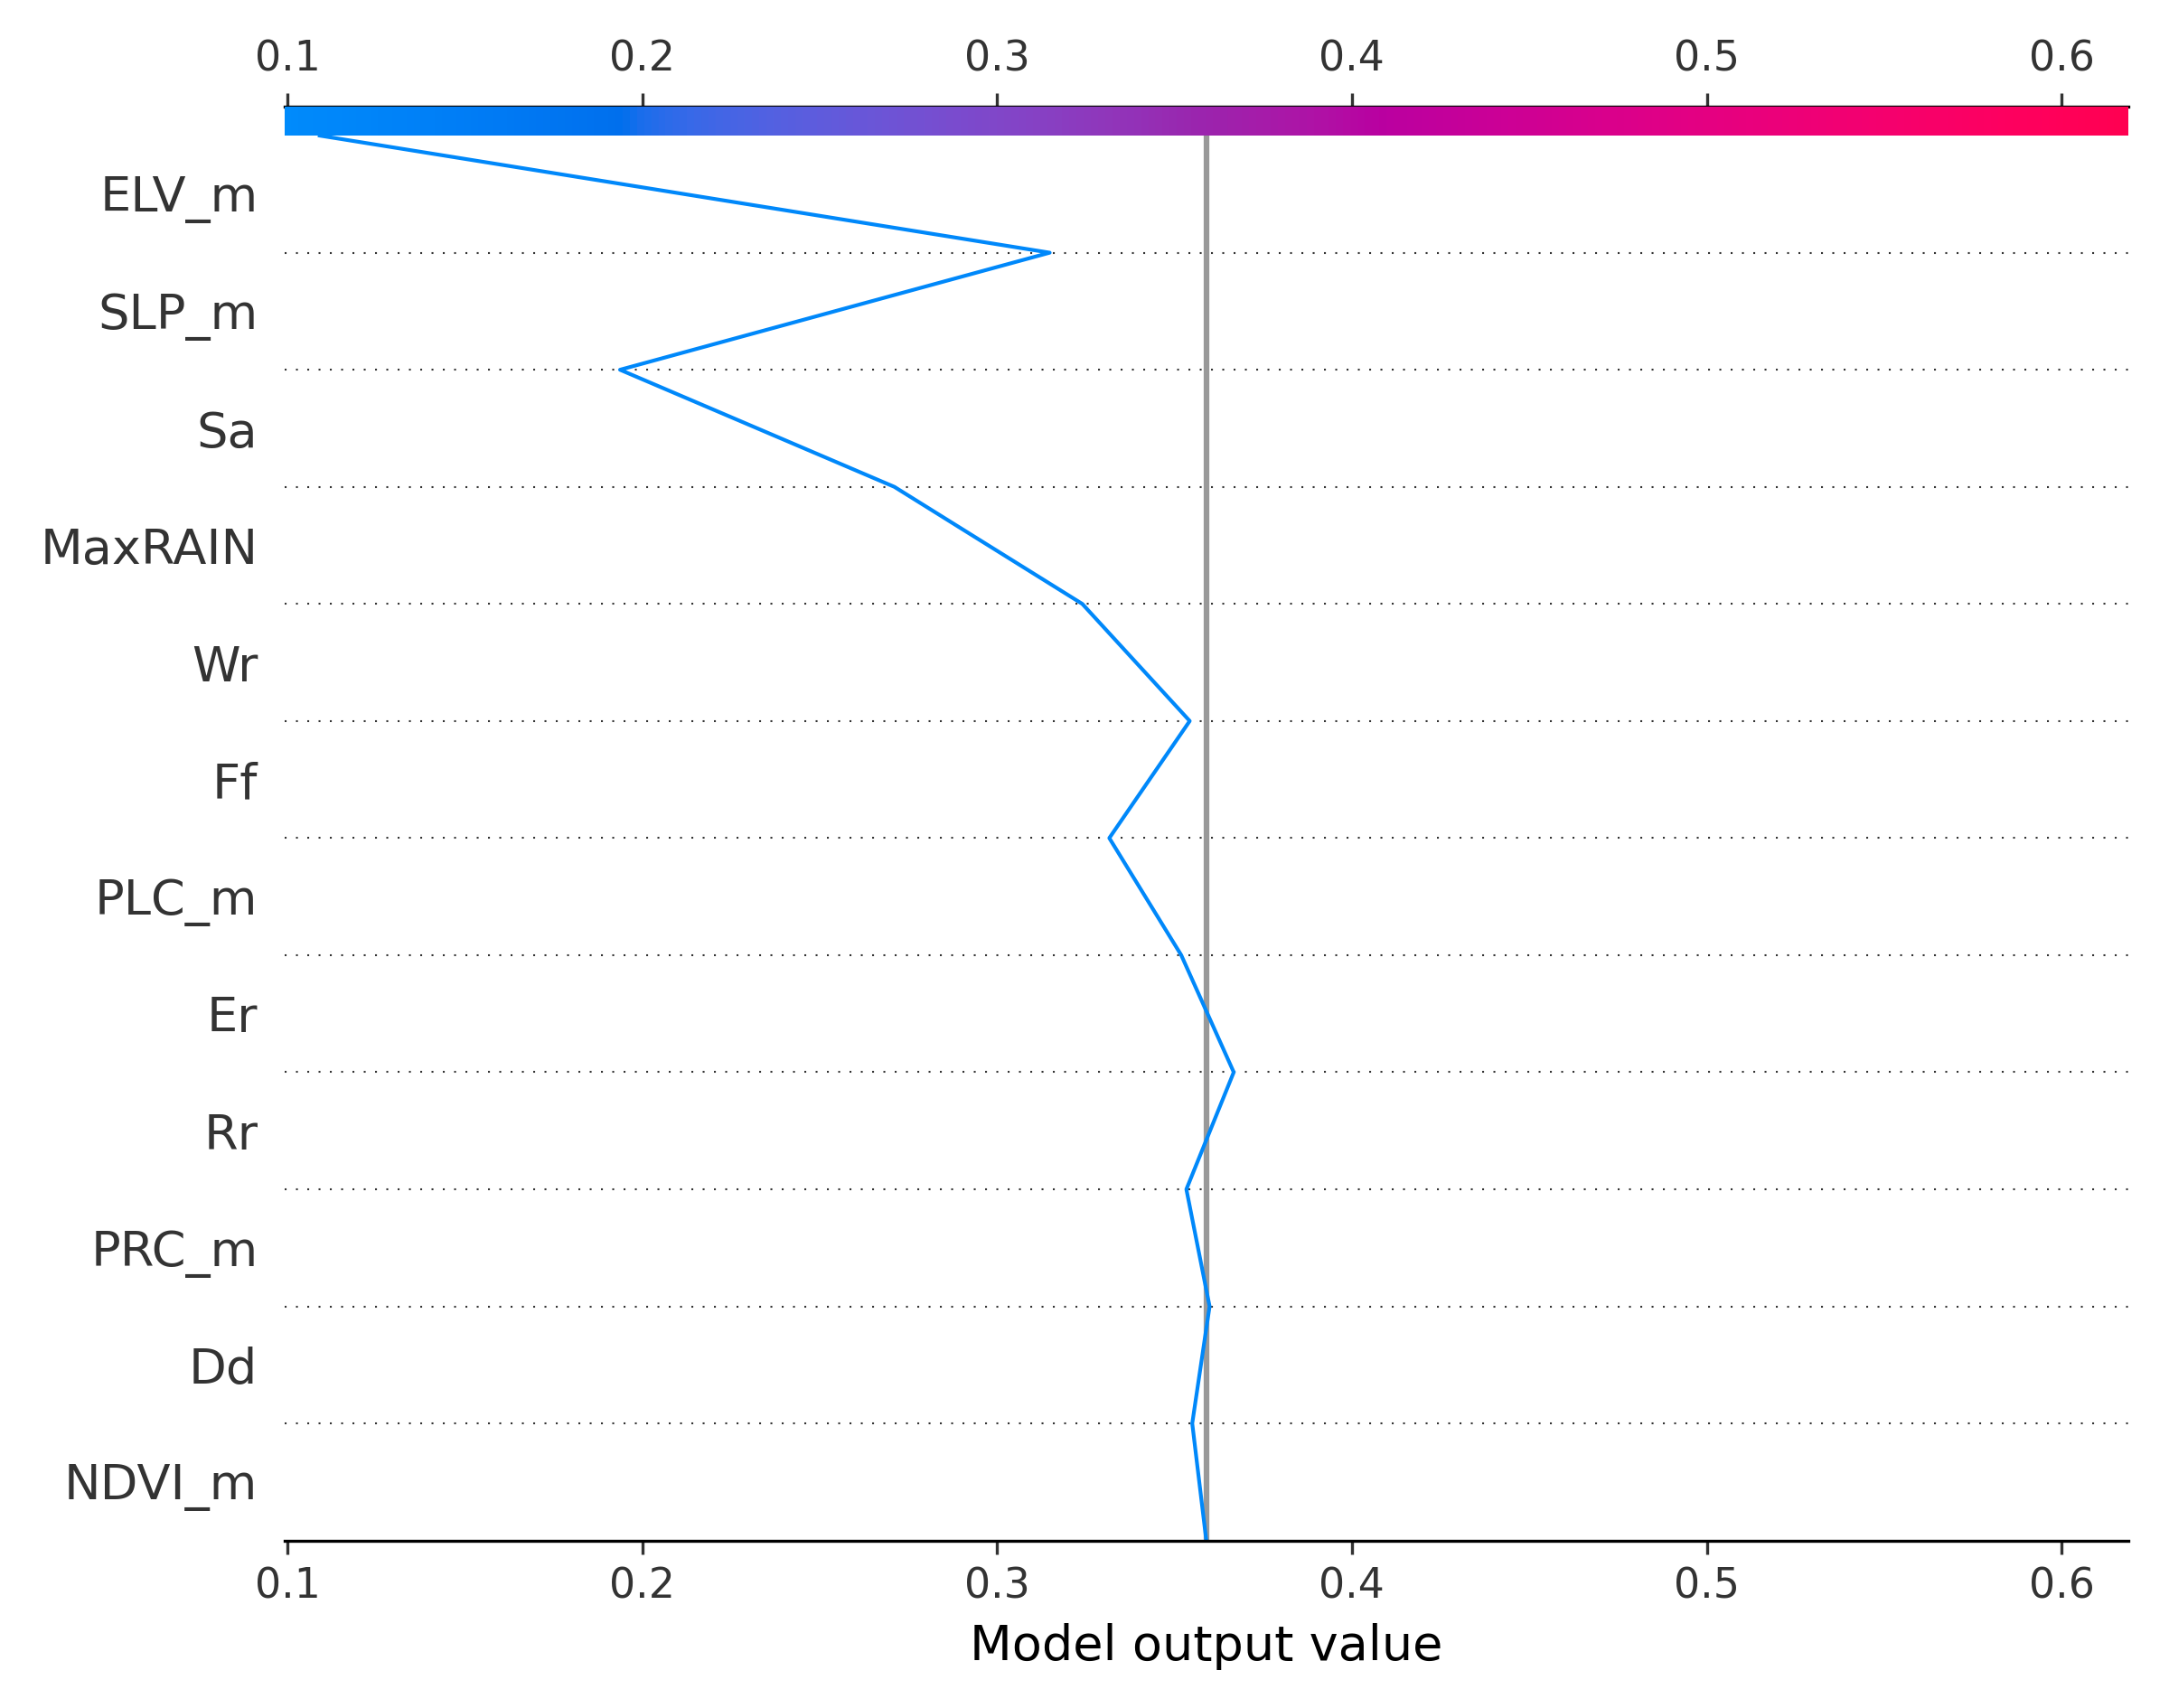 0.1 0.2 0.3 0.4 0.5 0.6
ELV_m
SLP_m
Sa
MaxRAIN
Wr
Ff
PLC_m
Er
Rr
PRC_m
Dd
NDVI_m
0.1 0.2 0.3 0.4 0.5 0.6
Model output value